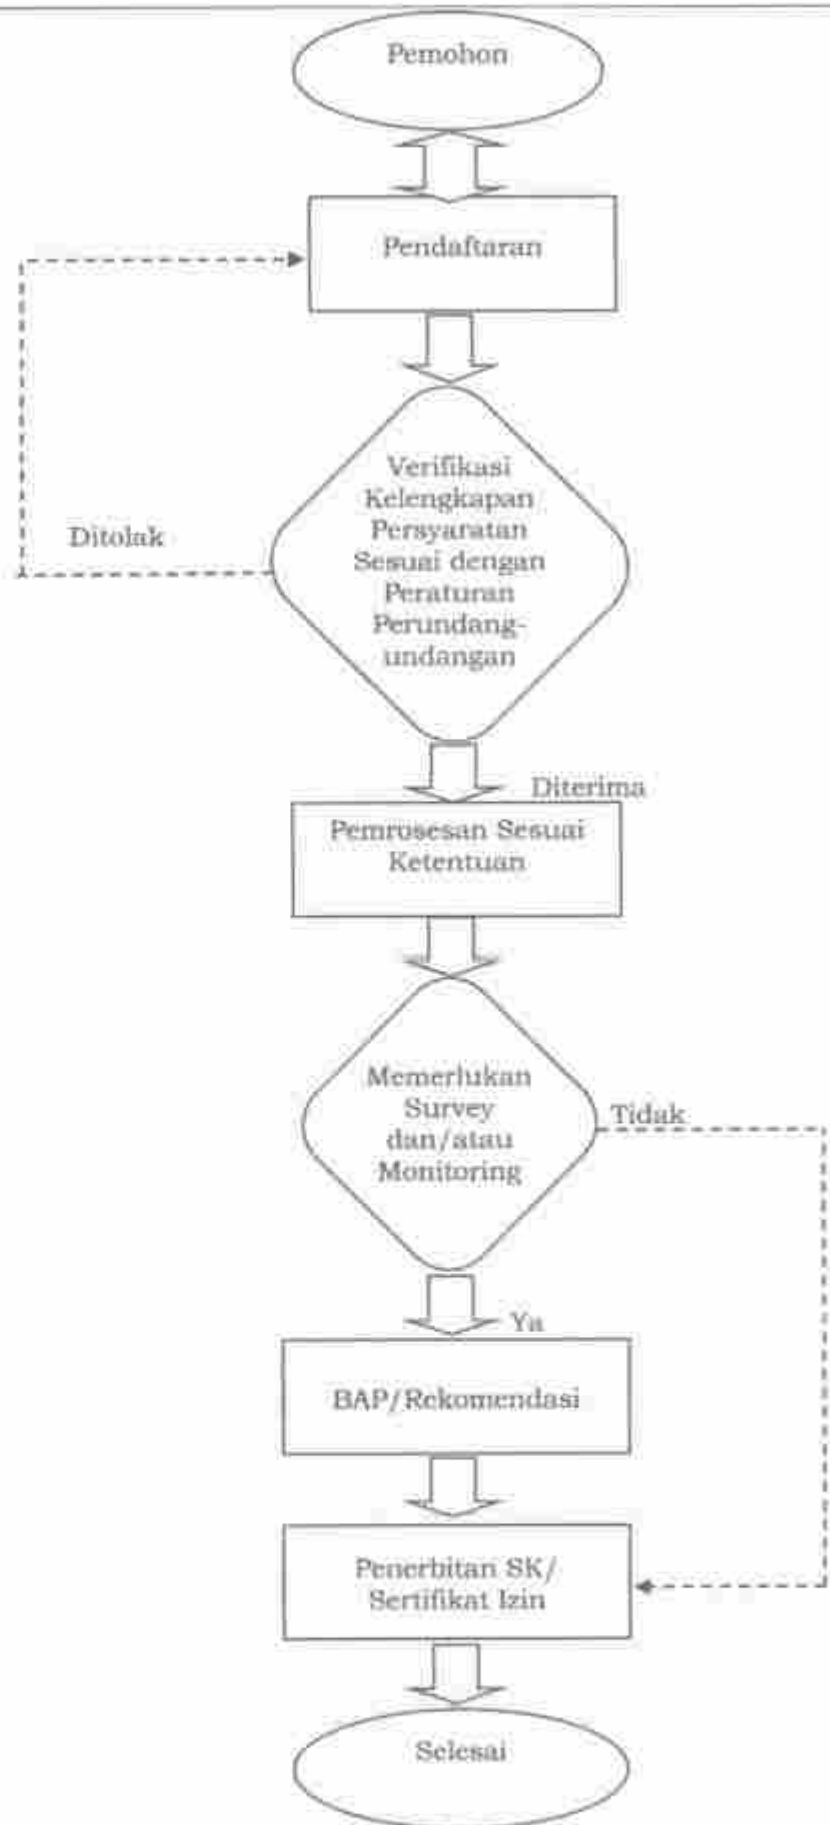 Pemohon
Pendaftaran
Verifikasi
Kelengkapan
Persyaratan
Sesuai dengan
Peraturan
Perundang-
undangan
Ditolak
Diterima
Pemrosesan Sesuai
Ketentuan
Memerlukan
Survey
dan/atau
Monitoring
Tidak
Ya
BAP/Rekomendasi
Penerbitan SK/
Sertifikat Izin
Selesai